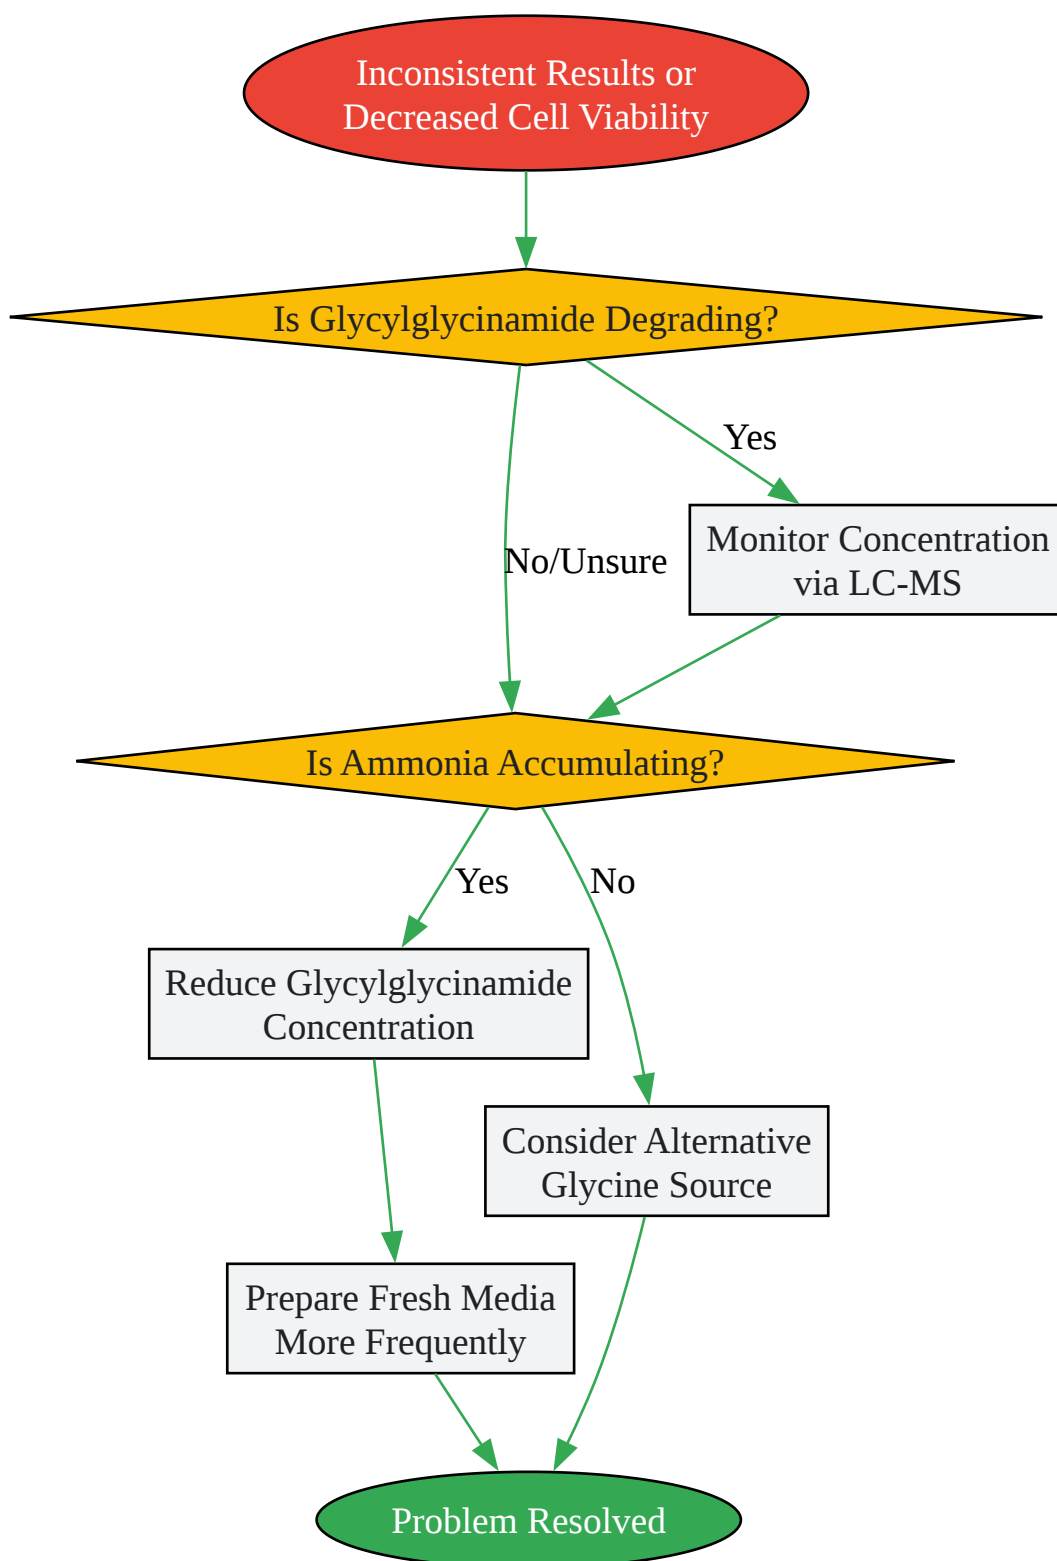 Inconsistent Results or
Decreased Cell Viability
Is Glycylglycinamide Degrading?
Yes
Monitor Concentration
via LC-MS
No/Unsure
Is Ammonia Accumulating?
Yes
No
Reduce Glycylglycinamide
Concentration
Consider Alternative
Glycine Source
Prepare Fresh Media
More Frequently
Problem Resolved